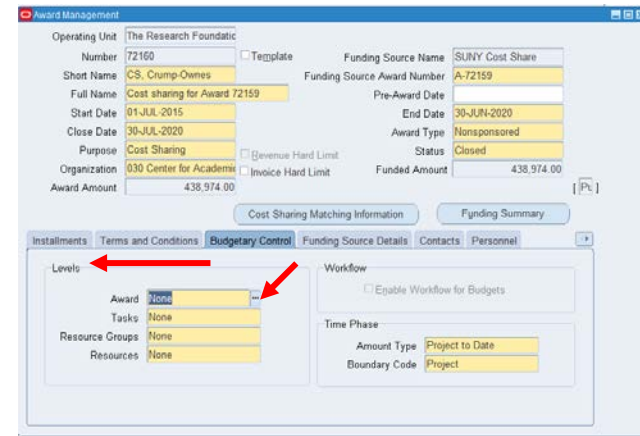 Award Management
Operating Unit The Research Foundatic
Number 72160 Template Funding Source Name SUNY Cost Share
Short Name CS, Crump-Ownes Funding Source Award Number A-72159
Full Name Cost sharing for Award 72159 Pre-Award Date
Start Date 01-JUL-2015 End Date 30-JUN-2020
Close Date 30-JUL-2020 Award Type Nonsponsored
Purpose Cost Sharing Revenue Hard Limit Status Closed
Organization 030 Center for Academic Invoice Hard Limit Funded Amount 438,974.00
Award Amount 438,974.00 [ ]
Cost Sharing Matching Information Funding Summary
Installments Terms and Conditions Budgetary Control Funding Source Details Contacts Personnel
Levels Workflow
Award None Enable Workflow for Budgets
Tasks None Time Phase
Resource Groups None Amount Type Project to Date
Resources None Boundary Code Project